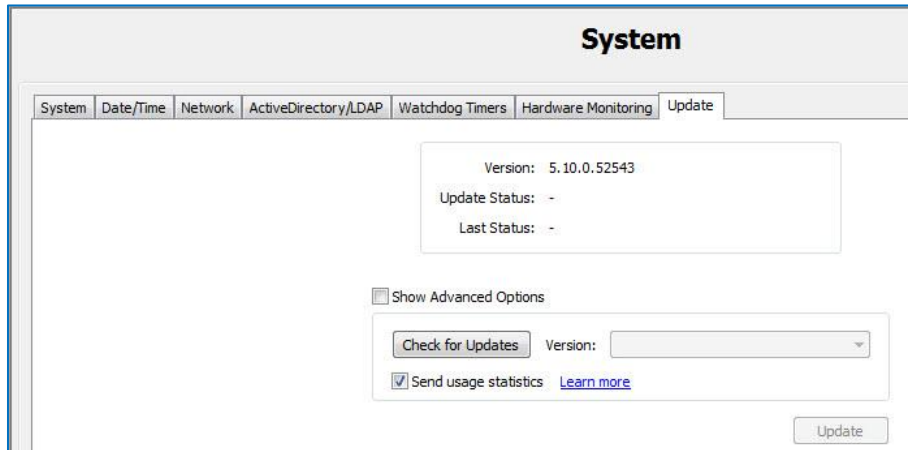 System
System Date/Time Network ActiveDirectory/LDAP Watchdog Timers Hardware Monitoring Update
Version: 5.10.0.52543
Update Status: -
Last Status: -
Show Advanced Options
Check for Updates Version:
Send usage statistics Learn more
Update